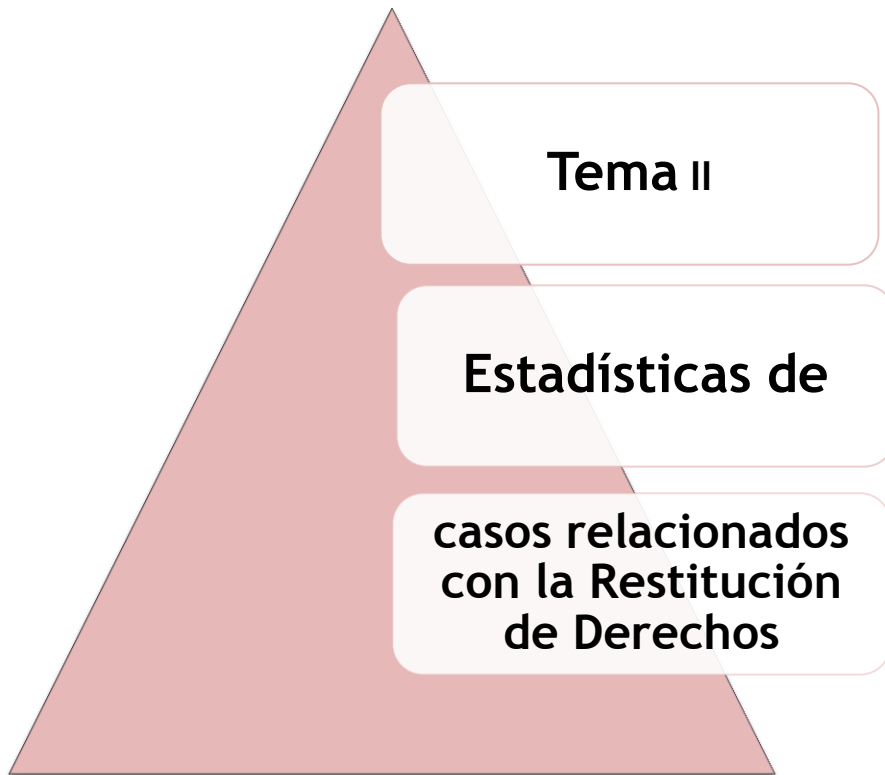 Tema II
Estadísticas de
casos relacionados
con la Restitución
de Derechos